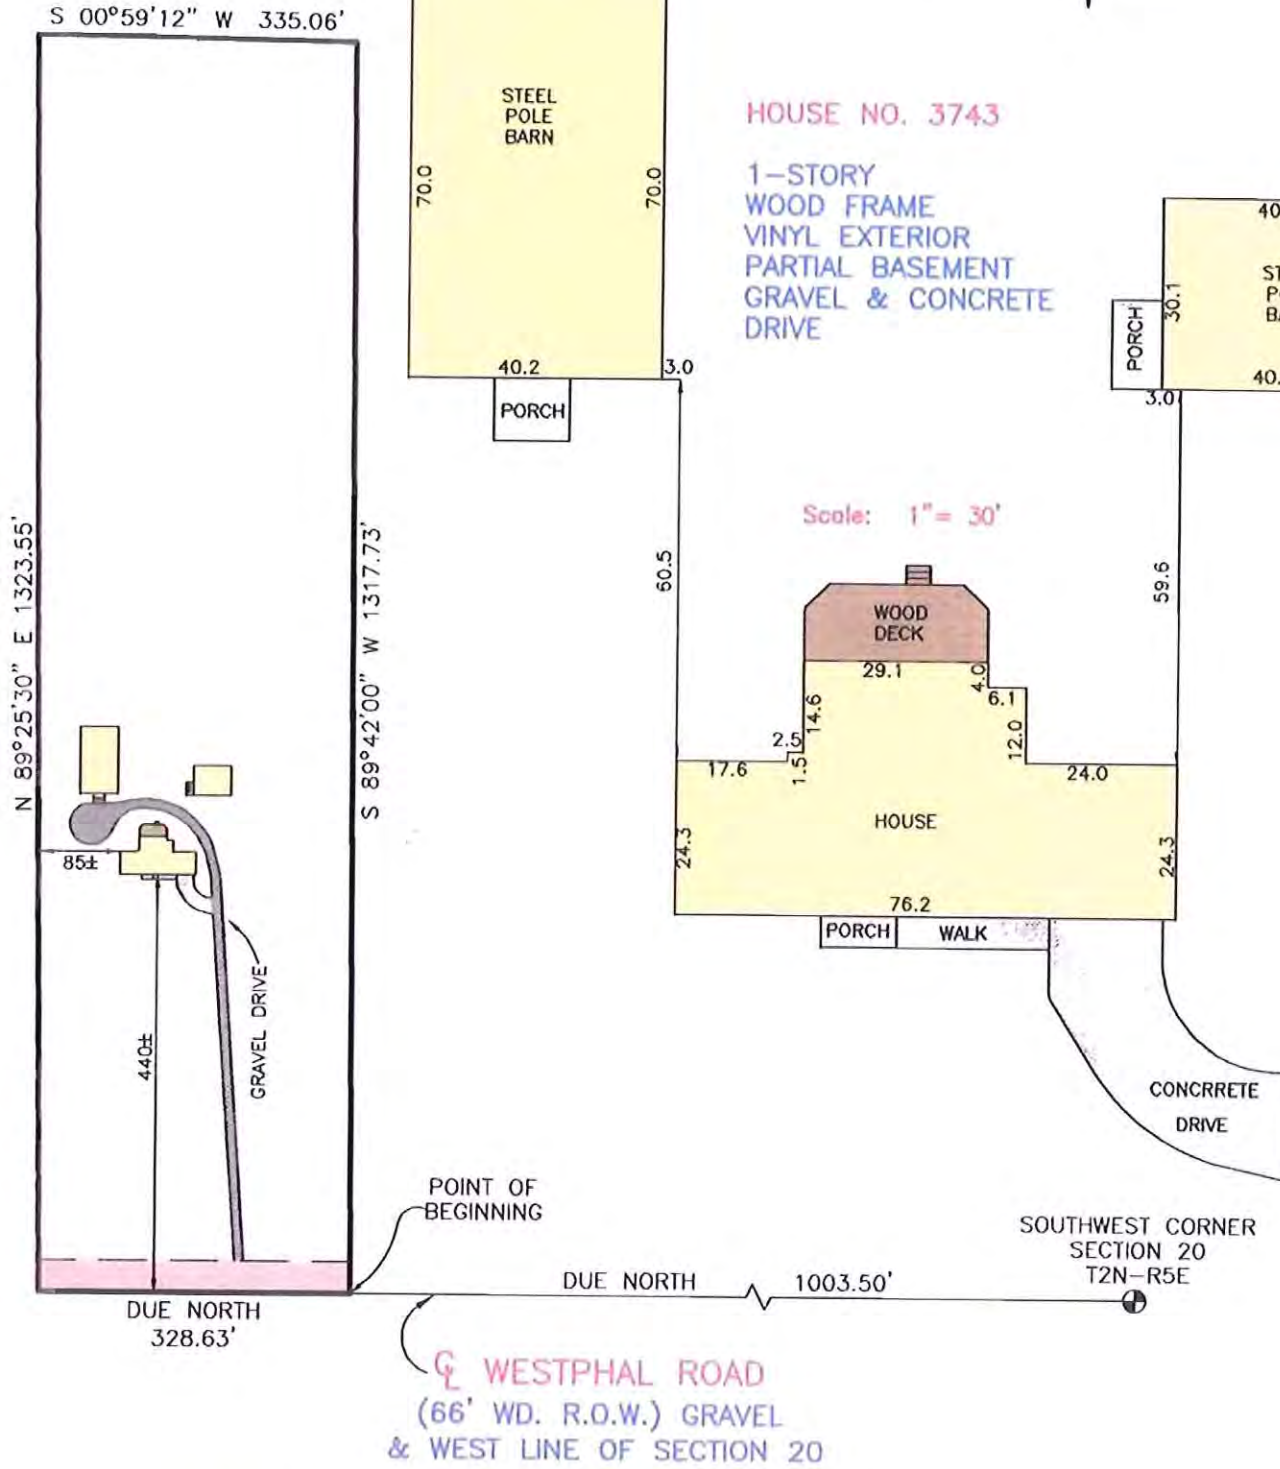 S 00°59'12" W 335.06'
STEEL
POLE
BARN
70.0
70.0
40.2
3.0
PORCH
HOUSE NO. 3743
1-STORY
WOOD FRAME
VINYL EXTERIOR
PARTIAL BASEMENT
GRAVEL & CONCRETE
DRIVE
40
30.1
PORCH
40.
3.0
Scale: 1"= 30'
N 89°25'30" E 1323.55'
S 89°42'00" W 1317.73'
60.5
59.6
WOOD
DECK
29.1
4.0
6.1
14.6
12.0
2.5
1.5
17.6
24.0
HOUSE
24.3
24.3
76.2
PORCH
WALK
85±
440±
GRAVEL DRIVE
CONCRRETE
DRIVE
POINT OF
BEGINNING
SOUTHWEST CORNER
SECTION 20
T2N-R5E
DUE NORTH 1003.50'
DUE NORTH
328.63'
℄ WESTPHAL ROAD
(66' WD. R.O.W.) GRAVEL
& WEST LINE OF SECTION 20